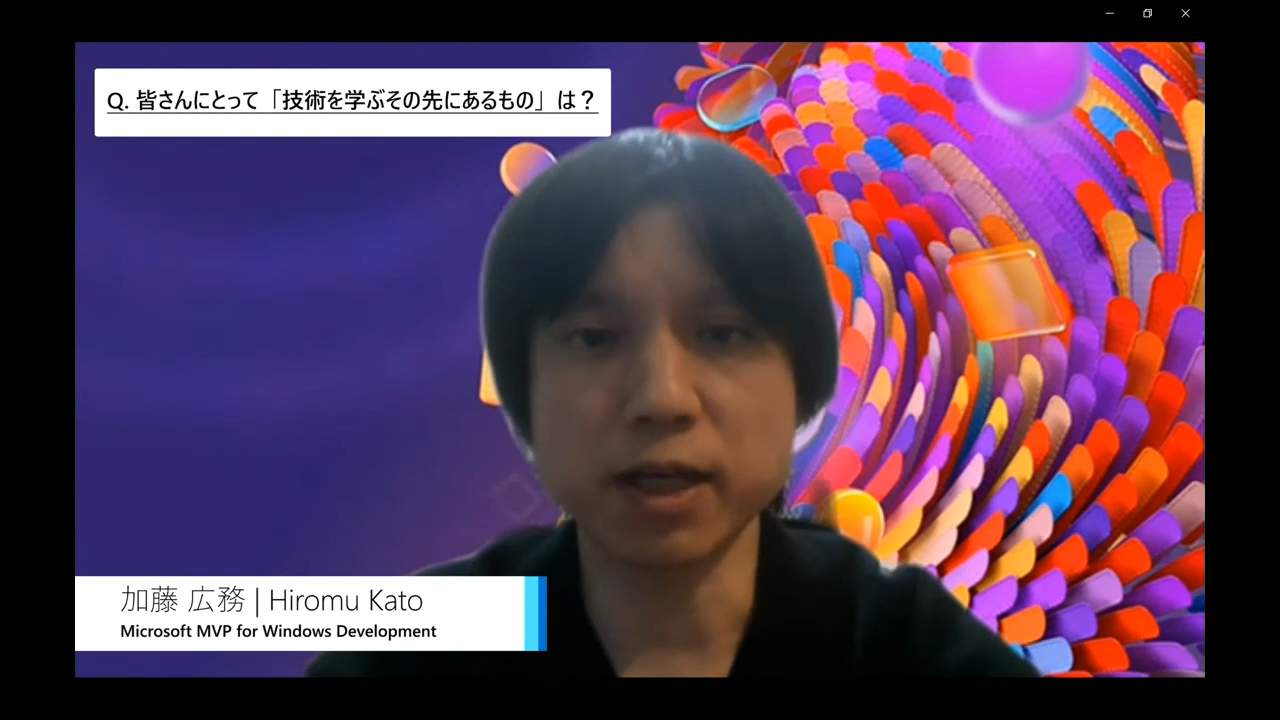 Q. 皆さんにとって「技術を学ぶその先にあるもの」は？
加藤 広務 | Hiromu Kato
Microsoft MVP for Windows Development